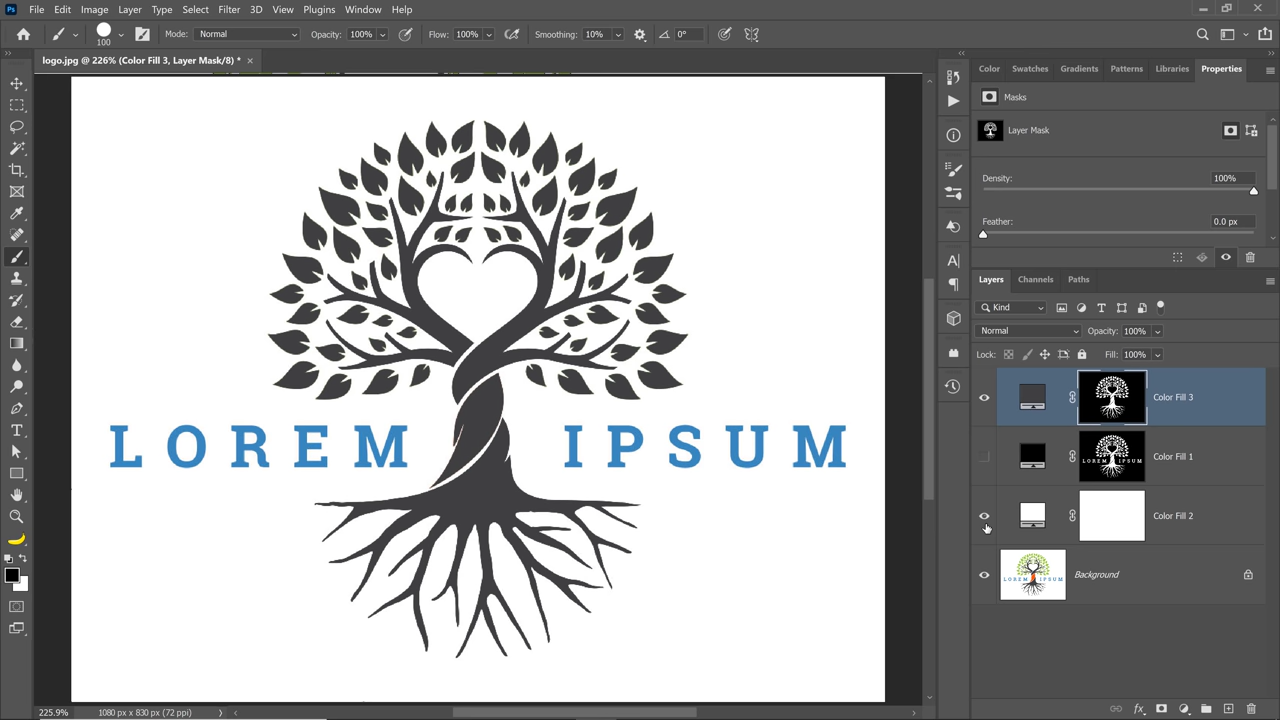 Ps File Edit Image Layer Type Select Filter 3D View Plugins Window Help
100 Mode: Normal Opacity: 100% Flow: 100% Smoothing: 10% 0°
logo.jpg @ 226% (Color Fill 3, Layer Mask/8) *
Color Swatches Gradients Patterns Libraries Properties
Masks
Layer Mask
Density: 100%
Feather: 0.0 px
Layers Channels Paths
Kind
Normal Opacity: 100%
Lock: Fill: 100%
Color Fill 3
Color Fill 1
Color Fill 2
Background
LOREM IPSUM
225.9% 1080 px x 830 px (72 ppi)